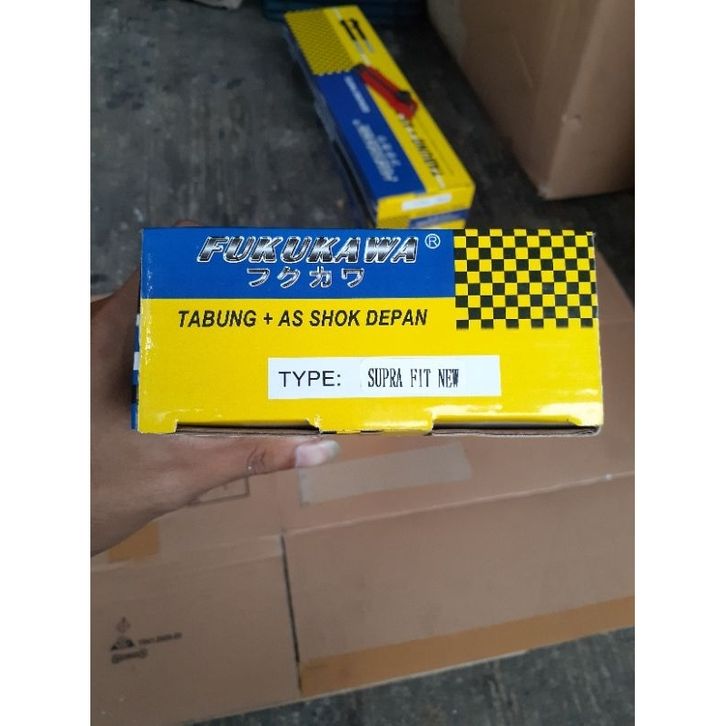 FUKUKAWA®
フクカワ
TABUNG + AS SHOK DEPAN
TYPE: SUPRA FIT NEW